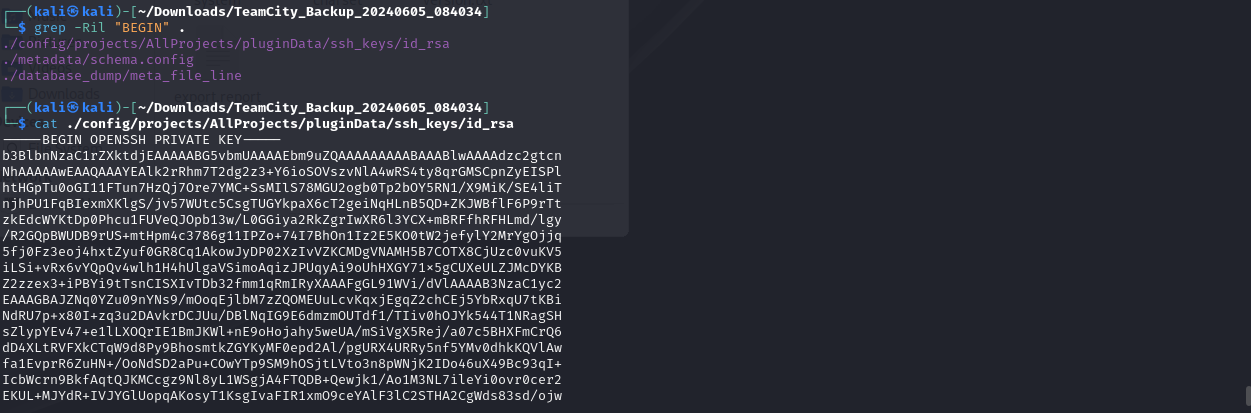 ┌──(kali㉿kali)-[~/Downloads/TeamCity_Backup_20240605_084034]
└─$ grep -Ril "BEGIN" .
./config/projects/AllProjects/pluginData/ssh_keys/id_rsa
./metadata/schema.config
./database_dump/meta_file_line
Downloads
┌──(kali㉿kali)-[~/Downloads/TeamCity_Backup_20240605_084034]
└─$ cat ./config/projects/AllProjects/pluginData/ssh_keys/id_rsa
-----BEGIN OPENSSH PRIVATE KEY-----
b3BlbnNzaC1rZXktdjEAAAAABG5vbmUAAAAEbm9uZQAAAAAAAAABAAABlwAAAAdzc2gtcn
NhAAAAAwEAAQAAAYEAlk2rRhm7T2dg2z3+Y6ioSOVszvNlA4wRS4ty8qrGMSCpnZyEISPl
htHGpTu0oGI11FTun7HzQj7Ore7YMC+SsMIlS78MGU2ogb0Tp2bOY5RN1/X9MiK/SE4liT
njhPU1FqBIexmXKlgS/jv57WUtc5CsgTUGYkpaX6cT2geiNqHLnB5QD+ZKJWBflF6P9rTt
zkEdcWYKtDp0Phcu1FUVeQJOpb13w/L0GGiya2RkZgrIwXR6l3YCX+mBRFfhRFHLmd/lgy
/R2GQpBWUDB9rUS+mtHpm4c3786g11IPZo+74I7BhOn1Iz2E5KO0tW2jefylY2MrYgOjjq
5fj0Fz3eoj4hxtZyuf0GR8Cq1AkowJyDP02XzIvVZKCMDgVNAMH5B7COTX8CjUzc0vuKV5
iLSi+vRx6vYQpQv4wlh1H4hUlgaVSimoAqizJPUqyAi9oUhHXGY71×5gCUXeULZJMcDYKB
Z2zzex3+iPBYi9tTsnCISXIvTDb32fmm1qRmIRyXAAAFgGL91WVi/dVlAAAAB3NzaC1yc2
EAAAGBAJZNq0YZu09nYNs9/mOoqEjlbM7zZQOMEUuLcvKqxjEgqZ2chCEj5YbRxqU7tKBi
NdRU7p+x80I+zq3u2DAvkrDCJUu/DBlNqIG9E6dmzmOUTdf1/TIiv0hOJYk544T1NRagSH
sZlypYEv47+e1lLXOQrIE1BmJKWl+nE9oHojahy5weUA/mSiVgX5Rej/a07c5BHXFmCrQ6
dD4XLtRVFXkCTqW9d8Py9BhosmtkZGYKyMF0epd2Al/pgURX4URRy5nf5YMv0dhkKQVlAw
fa1EvprR6ZuHN+/OoNdSD2aPu+COwYTp9SM9hOSjtLVto3n8pWNjK2IDo46uX49Bc93qI+
IcbWcrn9BkfAqtQJKMCcgz9Nl8yL1WSgjA4FTQDB+Qewjk1/Ao1M3NL7ileYi0ovr0cer2
EKUL+MJYdR+IVJYGlUopqAKosyT1KsgIvaFIR1xmO9ceYAlF3lC2STHA2CgWds83sd/ojw